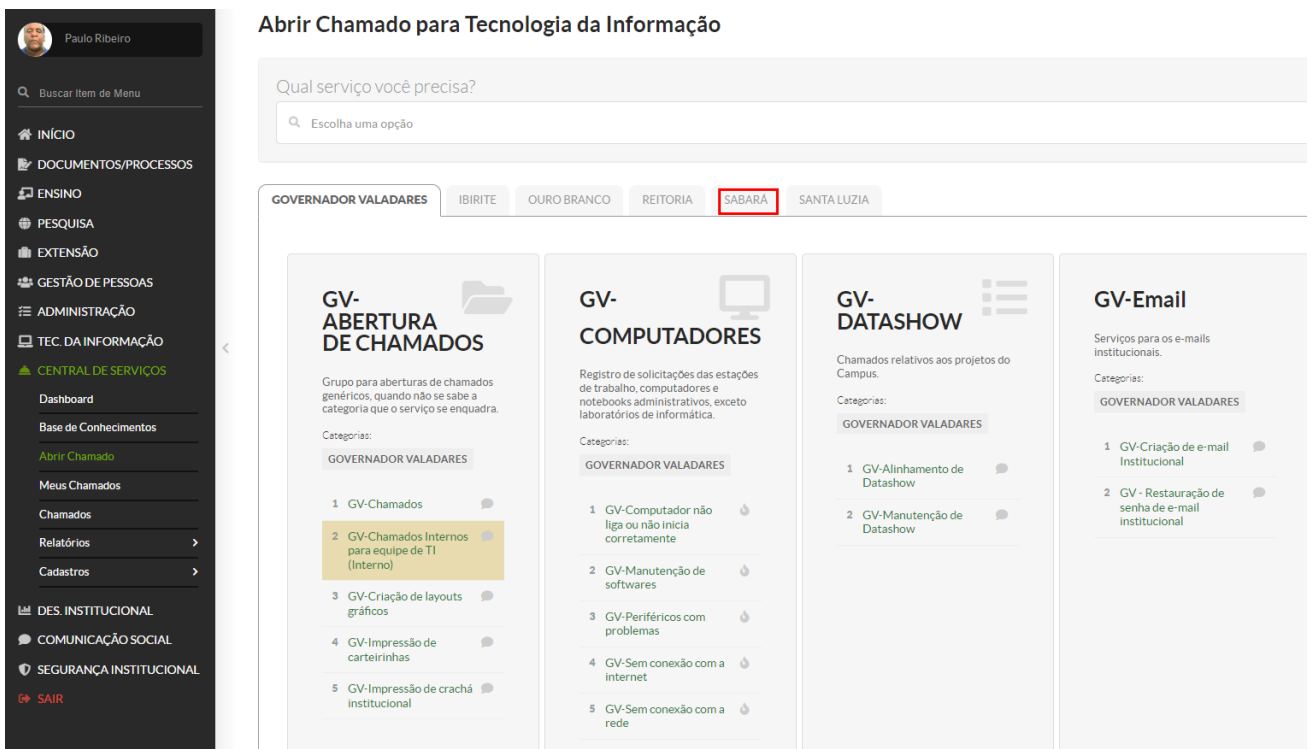 Paulo Ribeiro
Buscar Item de Menu
INÍCIO
DOCUMENTOS/PROCESSOS
ENSINO
PESQUISA
EXTENSÃO
GESTÃO DE PESSOAS
ADMINISTRAÇÃO
TEC. DA INFORMAÇÃO
CENTRAL DE SERVIÇOS
Dashboard
Base de Conhecimentos
Abrir Chamado
Meus Chamados
Chamados
Relatórios
Cadastros
DES. INSTITUCIONAL
COMUNICAÇÃO SOCIAL
SEGURANÇA INSTITUCIONAL
SAIR
Abrir Chamado para Tecnologia da Informação
Qual serviço você precisa?
Escolha uma opção
GOVERNADOR VALADARES IBIRITE OURO BRANCO REITORIA SABARÁ SANTA LUZIA
GV-
ABERTURA
DE CHAMADOS
Grupo para aberturas de chamados
genéricos, quando não se sabe a
categoria que o serviço se enquadra.
Categorias:
GOVERNADOR VALADARES
1 GV-Chamados
2 GV-Chamados Internos
para equipe de TI
(Interno)
3 GV-Criação de layouts
gráficos
4 GV-Impressão de
carteirinhas
5 GV-Impressão de crachá
institucional
GV-
COMPUTADORES
Registro de solicitações das estações
de trabalho, computadores e
notebooks administrativos, exceto
laboratórios de informática.
Categorias:
GOVERNADOR VALADARES
1 GV-Computador não
liga ou não inicia
corretamente
2 GV-Manutenção de
softwares
3 GV-Periféricos com
problemas
4 GV-Sem conexão com a
internet
5 GV-Sem conexão com a
rede
GV-
DATASHOW
Chamados relativos aos projetos do
Campus.
Categorias:
GOVERNADOR VALADARES
1 GV-Alinhamento de
Datashow
2 GV-Manutenção de
Datashow
GV-Email
Serviços para os e-mails
institucionais.
Categorias:
GOVERNADOR VALADARES
1 GV-Criação de e-mail
Institucional
2 GV - Restauração de
senha de e-mail
institucional